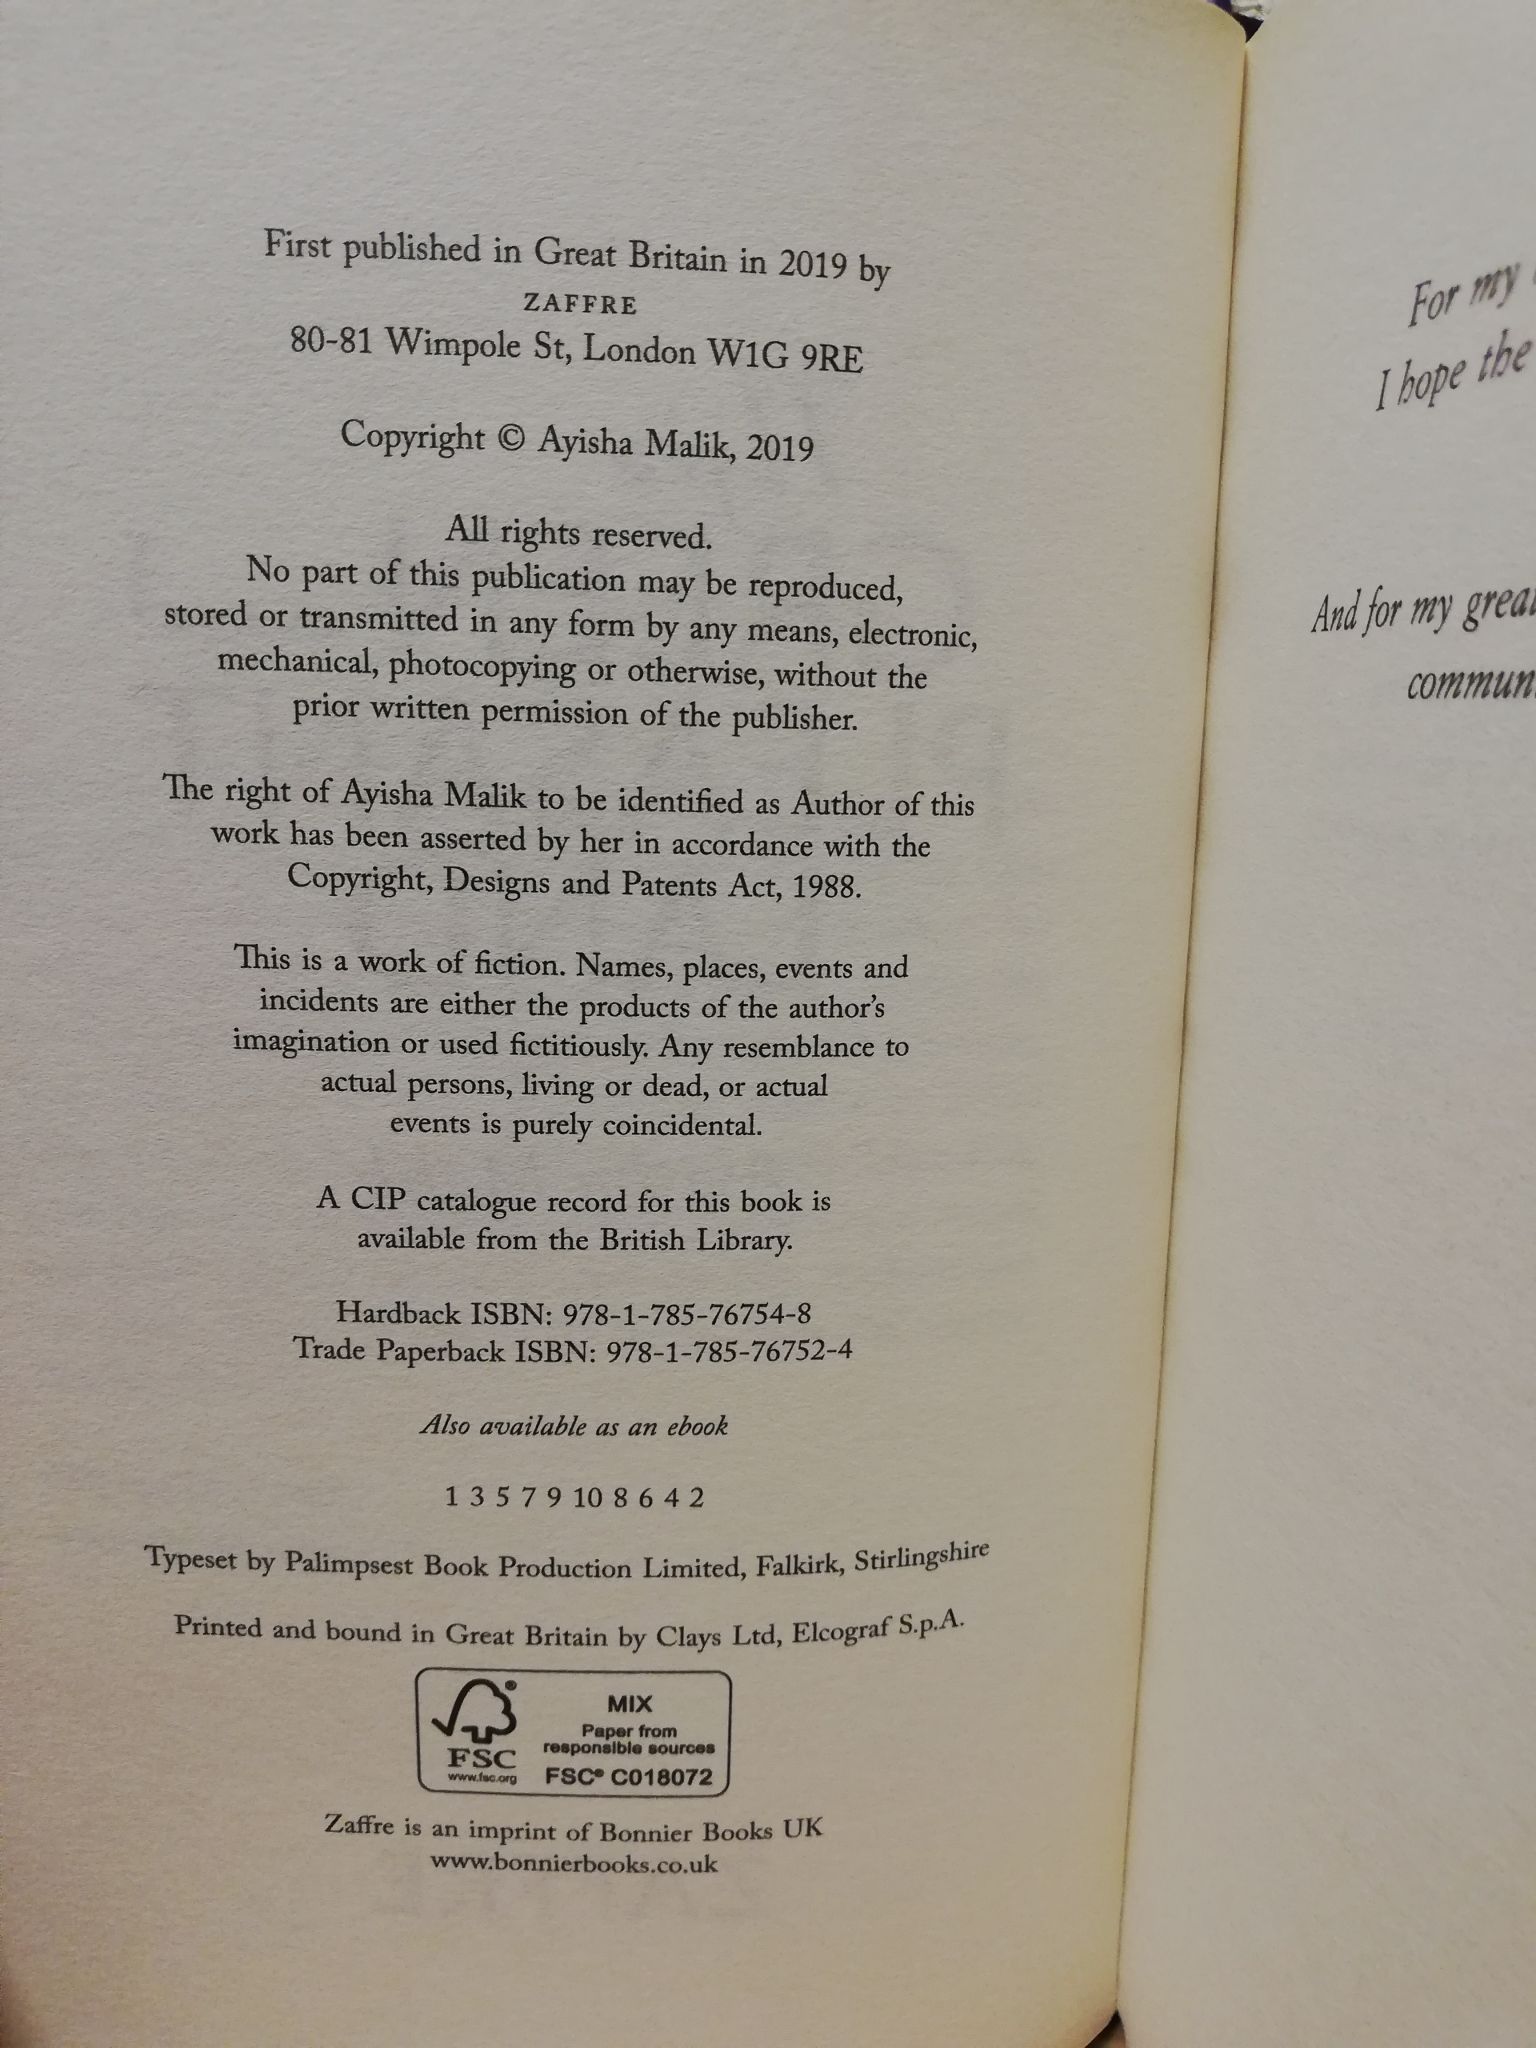 First published in Great Britain in 2019 by
ZAFFRE
80-81 Wimpole St, London W1G 9RE
Copyright © Ayisha Malik, 2019
All rights reserved.
No part of this publication may be reproduced,
stored or transmitted in any form by any means, electronic,
mechanical, photocopying or otherwise, without the
prior written permission of the publisher.
The right of Ayisha Malik to be identified as Author of this
work has been asserted by her in accordance with the
Copyright, Designs and Patents Act, 1988.
This is a work of fiction. Names, places, events and
incidents are either the products of the author's
imagination or used fictitiously. Any resemblance to
actual persons, living or dead, or actual
events is purely coincidental.
A CIP catalogue record for this book is
available from the British Library.
Hardback ISBN: 978-1-785-76754-8
Trade Paperback ISBN: 978-1-785-76752-4
Also available as an ebook
1 3 5 7 9 10 8 6 4 2
Typeset by Palimpsest Book Production Limited, Falkirk, Stirlingshire
Printed and bound in Great Britain by Clays Ltd, Elcograf S.p.A.
FSC®
www.fsc.org
MIX
Paper from
responsible sources
FSC® C018072
Zaffre is an imprint of Bonnier Books UK
www.bonnierbooks.co.uk
For my
I hope the
And for my